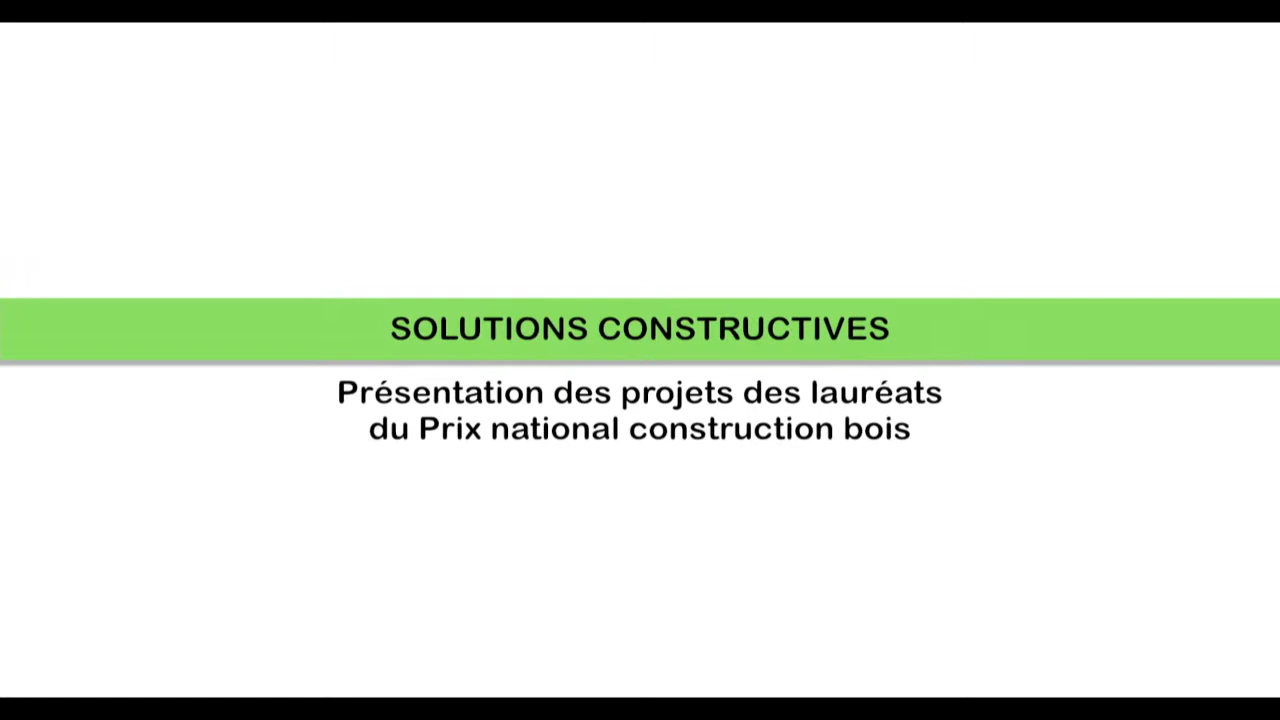 SOLUTIONS CONSTRUCTIVES
Présentation des projets des lauréats
du Prix national construction bois